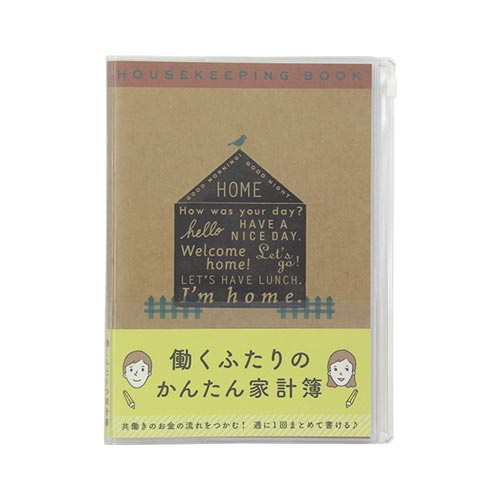 HOUSEKEEPING BOOK
GOOD MORNING! GOOD NIGHT.
HOME
How was your day?
hello HAVE A NICE DAY.
Welcome home! Let's go!
LET'S HAVE LUNCH.
I'm home.
働くふたりの
かんたん家計簿
共働きのお金の流れをつかむ! 週に1回まとめて書ける♪